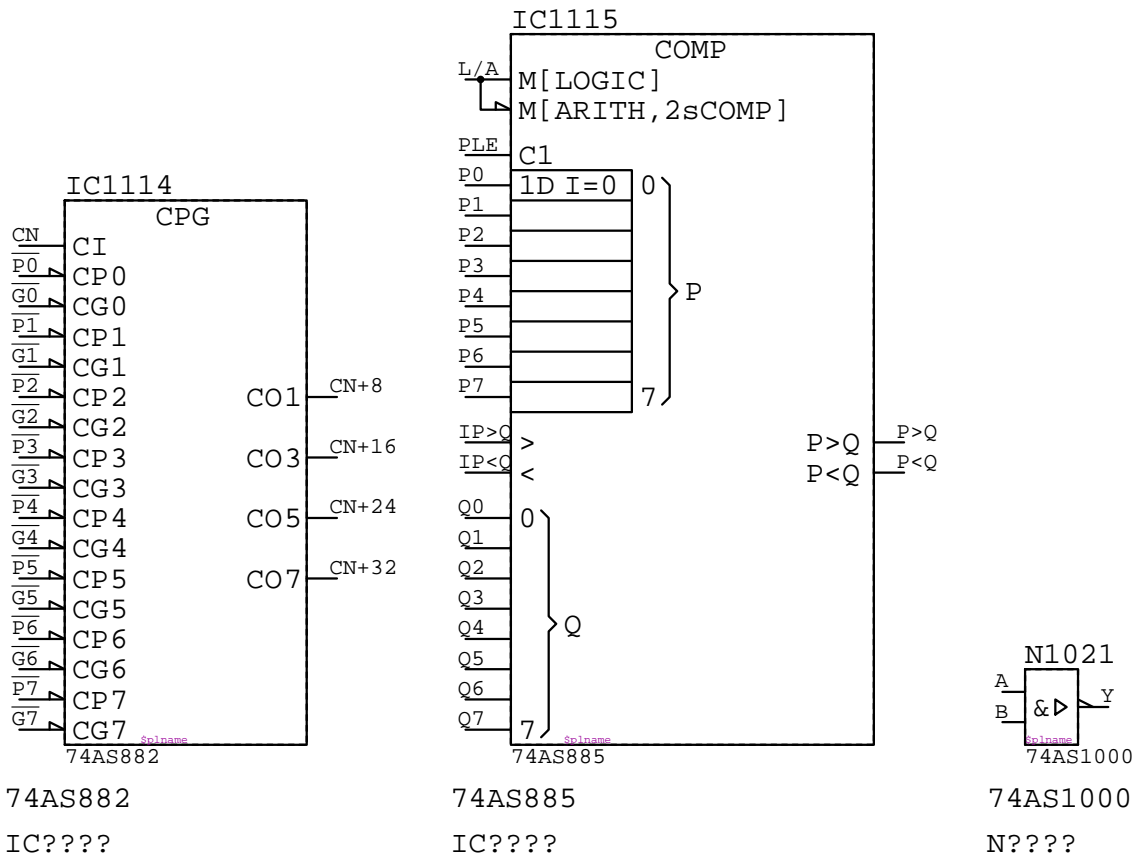 IC1114
CPG
CN
CI
P0
CP0
G0
CG0
P1
CP1
G1
CG1
P2
CP2
G2
CG2
P3
CP3
G3
CG3
P4
CP4
G4
CG4
P5
CP5
G5
CG5
P6
CP6
G6
CG6
P7
CP7
G7
CG7
CO1
CN+8
CO3
CN+16
CO5
CN+24
CO7
CN+32
$plname
74AS882
74AS882
IC????
IC1115
COMP
L/A
M[LOGIC]
M[ARITH,2sCOMP]
PLE
C1
P0
1D I=0
0
P1
P2
P3
P4
P
P5
P6
P7
7
IP>Q
>
P>Q
P>Q
IP<Q
<
P<Q
P<Q
Q0
0
Q1
Q2
Q3
Q
Q4
Q5
Q6
Q7
7
$plname
74AS885
74AS885
IC????
N1021
A
B
&
Y
$plname
74AS1000
74AS1000
N????